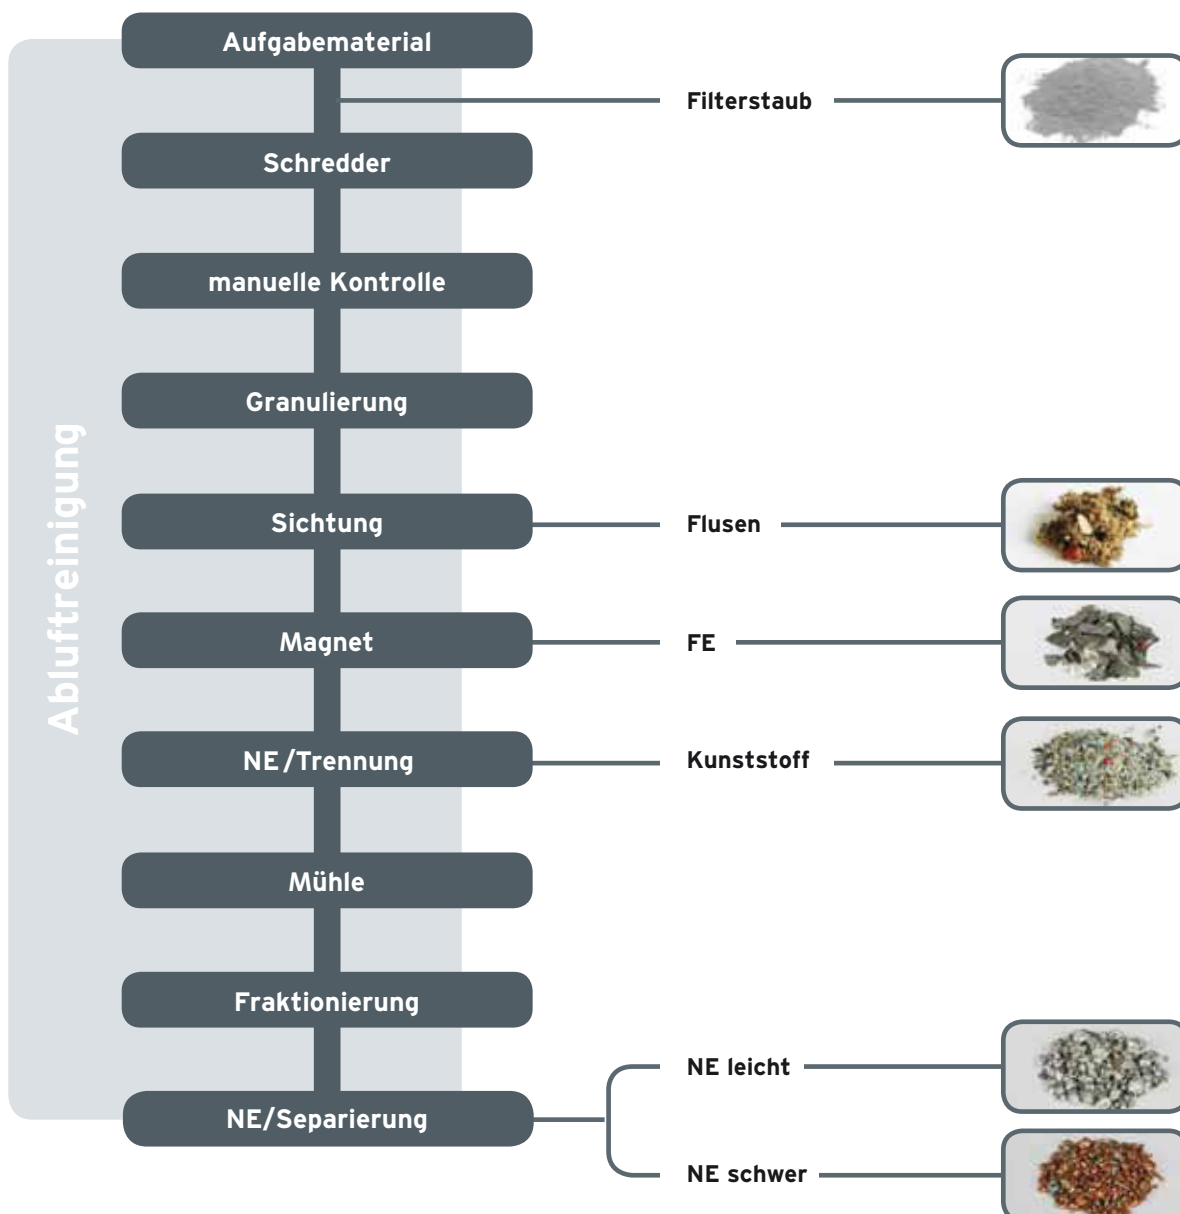 Aufgabematerial
Filterstaub
Schredder
manuelle Kontrolle
Granulierung
Sichtung
Flusen
Magnet
FE
NE/Trennung
Kunststoff
Mühle
Fraktionierung
NE leicht
NE/Separierung
NE schwer
Abluftreinigung